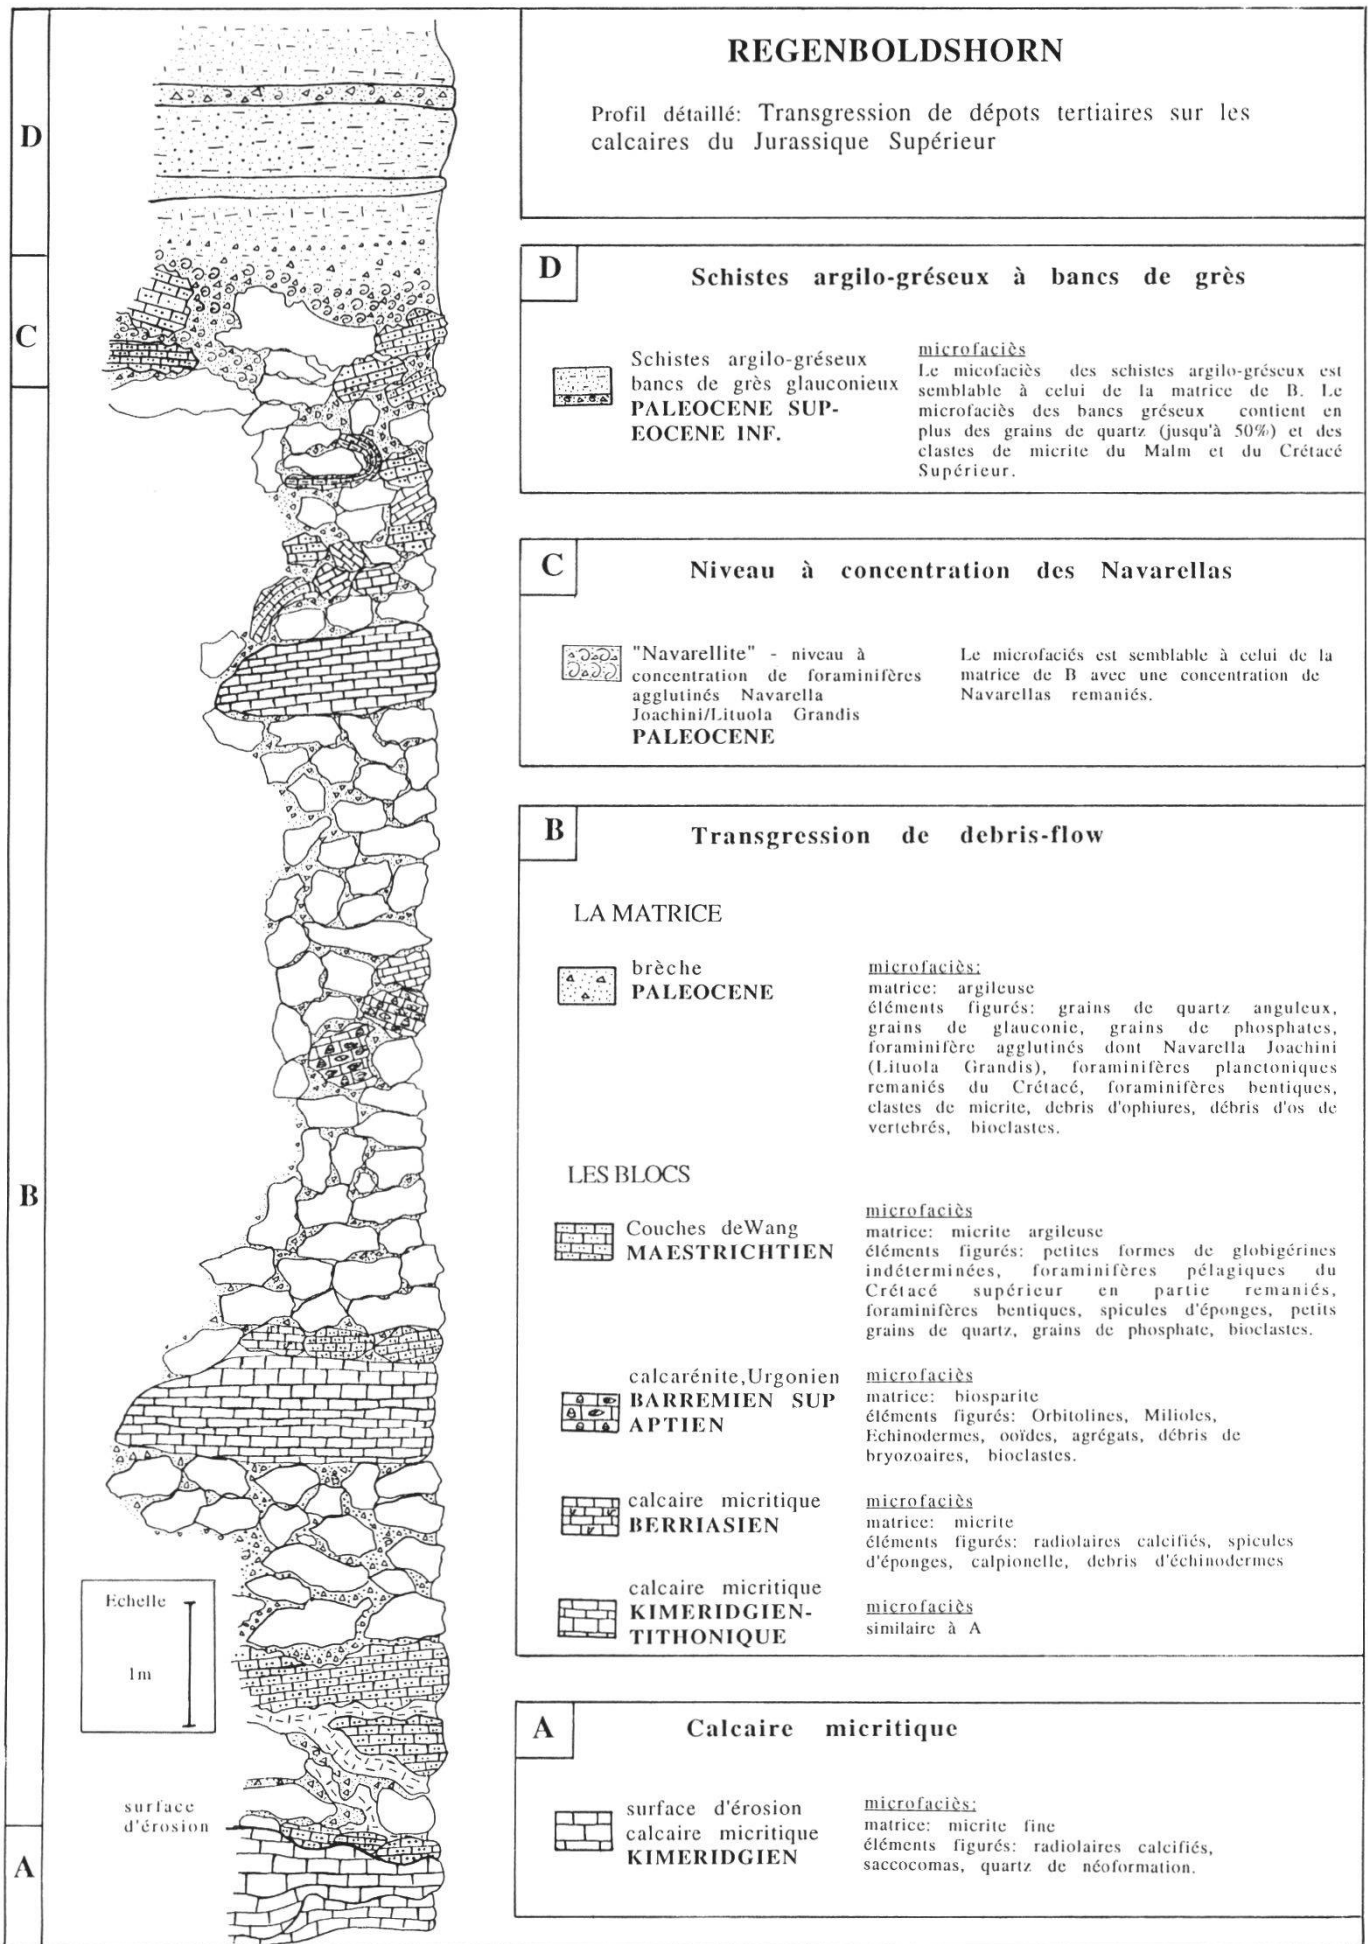 REGENBOLDSHORN
Profil détaillé: Transgression de dépots tertiaires sur les
calcaires du Jurassique Supérieur
D
C
B
A
Echelle
1m
surface
d'érosion
D
Schistes argilo-gréseux à bancs de grès
Schistes argilo-gréseux
bancs de grès glauconieux
PALEOCENE SUP-
EOCENE INF.
microfaciès
Le micofaciès des schistes argilo-gréseux est
semblable à celui de la matrice de B. Le
microfaciès des bancs gréseux contient en
plus des grains de quartz (jusqu'à 50%) et des
clastes de micrite du Malm et du Crétacé
Supérieur.
C
Niveau à concentration des Navarellas
"Navarellite" - niveau à
concentration de foraminifères
agglutinés Navarella
Joachini/Lituola Grandis
PALEOCENE
Le microfaciés est semblable à celui de la
matrice de B avec une concentration de
Navarellas remaniés.
B
Transgression de debris-flow
LA MATRICE
brèche
PALEOCENE
microfaciès:
matrice: argileuse
éléments figurés: grains de quartz anguleux,
grains de glauconie, grains de phosphates,
foraminifère agglutinés dont Navarella Joachini
(Lituola Grandis), foraminifères planctoniques
remaniés du Crétacé, foraminifères bentiques,
clastes de micrite, debris d'ophiures, débris d'os de
vertebrés, bioclastes.
LES BLOCS
Couches deWang
MAESTRICHTIEN
microfaciès
matrice: micrite argileuse
éléments figurés: petites formes de globigérines
indéterminées, foraminifères pélagiques du
Crétacé supérieur en partie remaniés,
foraminifères bentiques, spicules d'éponges, petits
grains de quartz, grains de phosphate, bioclastes.
calcarénite,Urgonien
BARREMIEN SUP
APTIEN
microfaciès
matrice: biosparite
éléments figurés: Orbitolines, Milioles,
Echinodermes, ooïdes, agrégats, débris de
bryozoaires, bioclastes.
calcaire micritique
BERRIASIEN
microfaciès
matrice: micrite
éléments figurés: radiolaires calcifiés, spicules
d'éponges, calpionelle, debris d'échinodermes
calcaire micritique
KIMERIDGIEN-
TITHONIQUE
microfaciès
similaire à A
A
Calcaire micritique
surface d'érosion
calcaire micritique
KIMERIDGIEN
microfaciès:
matrice: micrite fine
éléments figurés: radiolaires calcifiés,
saccocomas, quartz de néoformation.